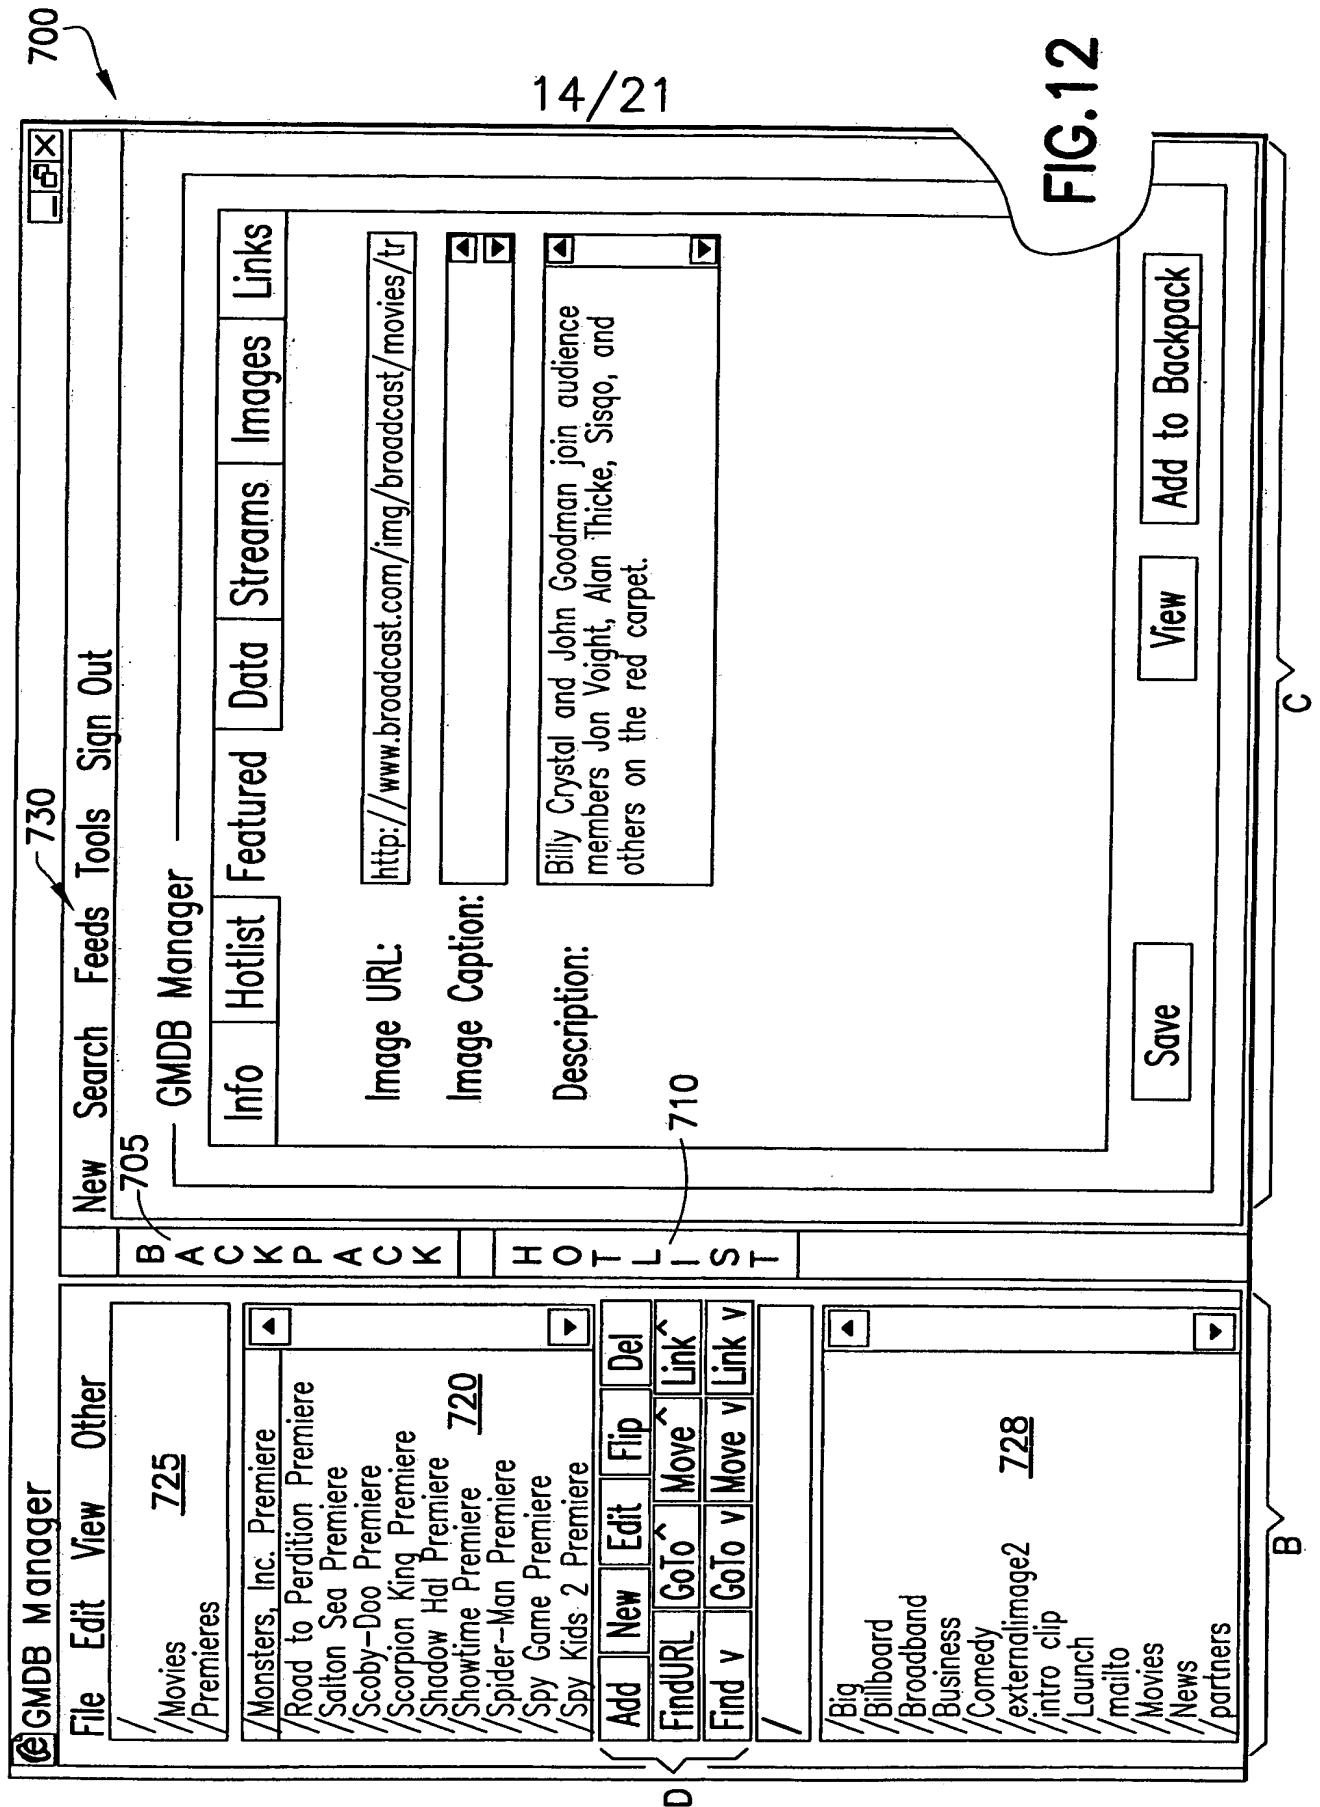 14/21
700
GMDB Manager
File Edit View Other
725
/
/Movies
/Premieres
/Monsters, Inc. Premiere
/Road to Perdition Premiere
/Salton Sea Premiere
/Scoby-Doo Premiere
/Scorpion King Premiere
/Shadow Hal Premiere
/Showtime Premiere
/Spider-Man Premiere
/Spy Game Premiere
/Spy Kids 2 Premiere
720
Add New Edit Flip Del
FindURL GoTo ^ Move ^ Link ^
Find v GoTo v Move v Link v
/
/Big
/Billboard
/Broadband
/Business
/Comedy
/externalimage2
/intro clip
/Launch
/mailto
/Movies
/News
/partners
728
D
B
BACKPACK
705
HOTLIST
710
New Search Feeds Tools Sign Out
730
GMDB Manager
Info Hotlist Featured Data Streams Images Links
Image URL: http://www.broadcast.com/img/broadcast/movies/tr
Image Caption:
Description: Billy Crystal and John Goodman join audience
members Jon Voight, Alan Thicke, Sisqo, and
others on the red carpet.
Save View Add to Backpack
C
FIG.12